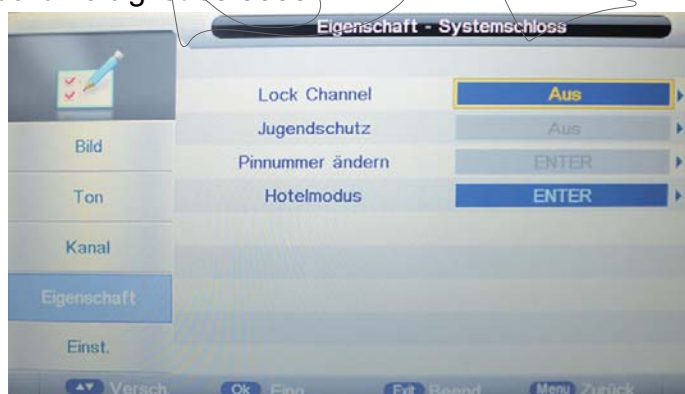 Eigenschaft - Systemschloss
Lock Channel Aus
Jugendschutz Aus
Pinnummer ändern ENTER
Hotelmodus ENTER
Bild
Ton
Kanal
Eigenschaft
Einst.
Versch. Ok Eing. Exit Beend. Menu Zurück